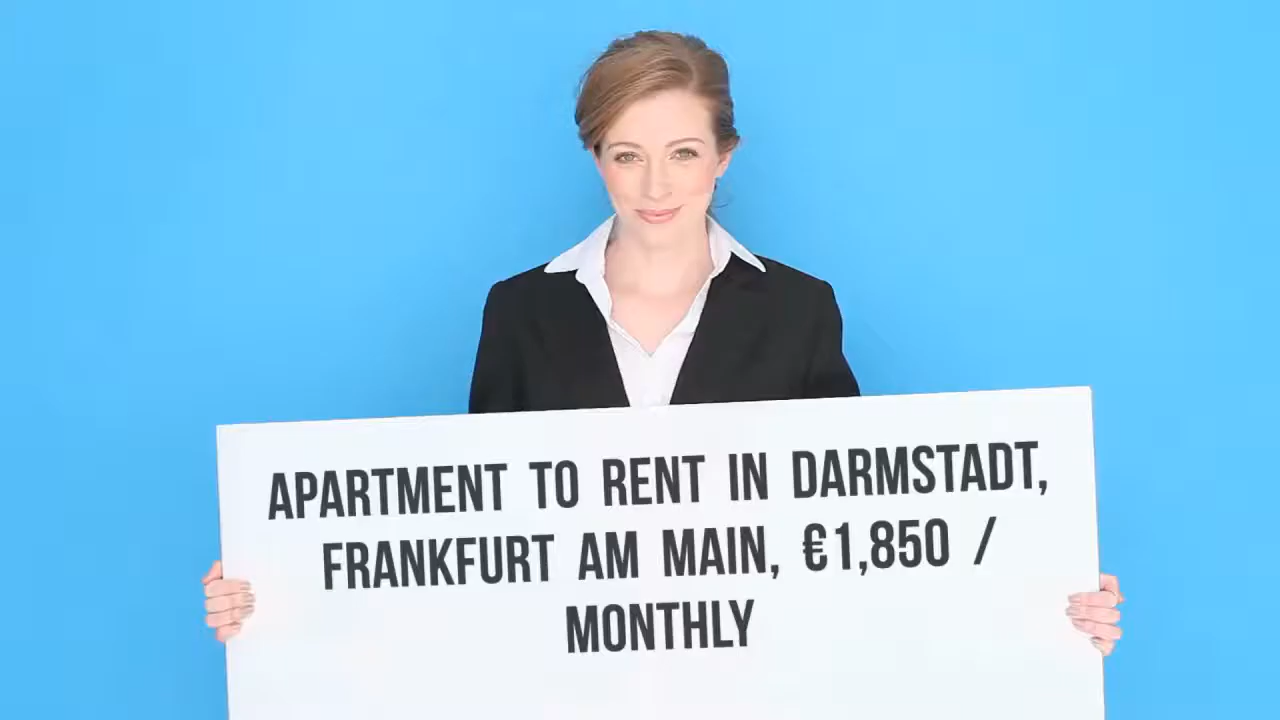 APARTMENT TO RENT IN DARMSTADT,
FRANKFURT AM MAIN, €1,850 /
MONTHLY